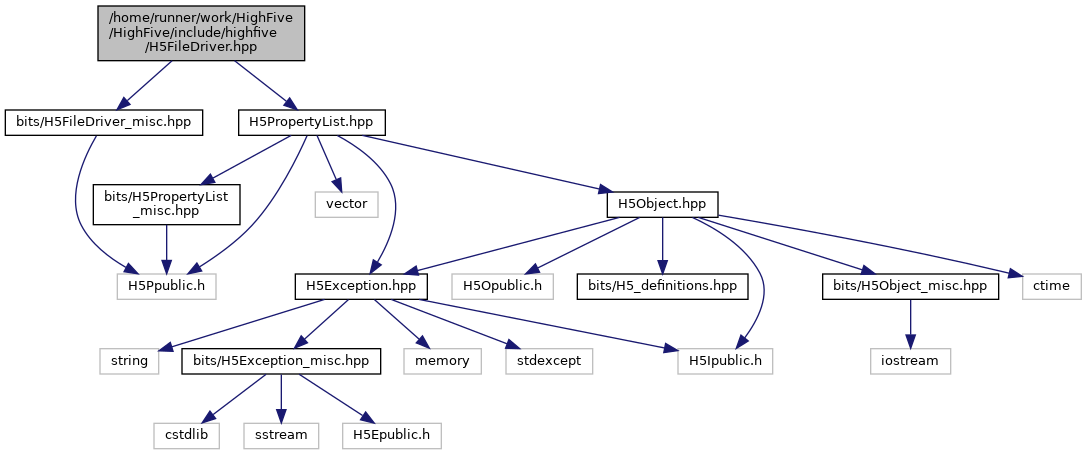 /home/runner/work/HighFive
/HighFive/include/highfive
/H5FileDriver.hpp
bits/H5FileDriver_misc.hpp
H5PropertyList.hpp
bits/H5PropertyList
_misc.hpp
vector
H5Object.hpp
H5Ppublic.h
H5Exception.hpp
H5Opublic.h
bits/H5_definitions.hpp
bits/H5Object_misc.hpp
ctime
string
bits/H5Exception_misc.hpp
memory
stdexcept
H5Ipublic.h
iostream
cstdlib
sstream
H5Epublic.h